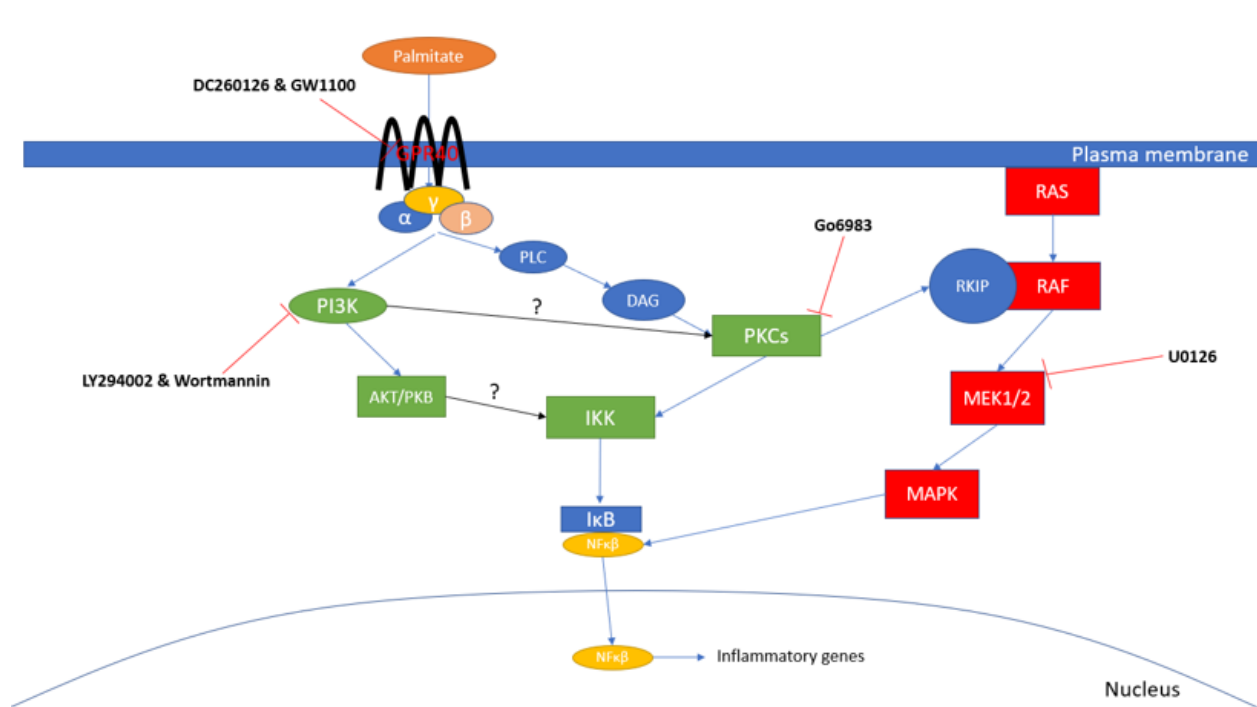 Palmitate
DC260126 & GW1100
GPR40
Plasma membrane
RAS
γ
α
β
Go6983
PLC
RKIP
RAF
DAG
PI3K
?
PKCs
U0126
LY294002 & Wortmannin
AKT/PKB
?
MEK1/2
IKK
MAPK
IκB
NFκβ
NFκβ
Inflammatory genes
Nucleus